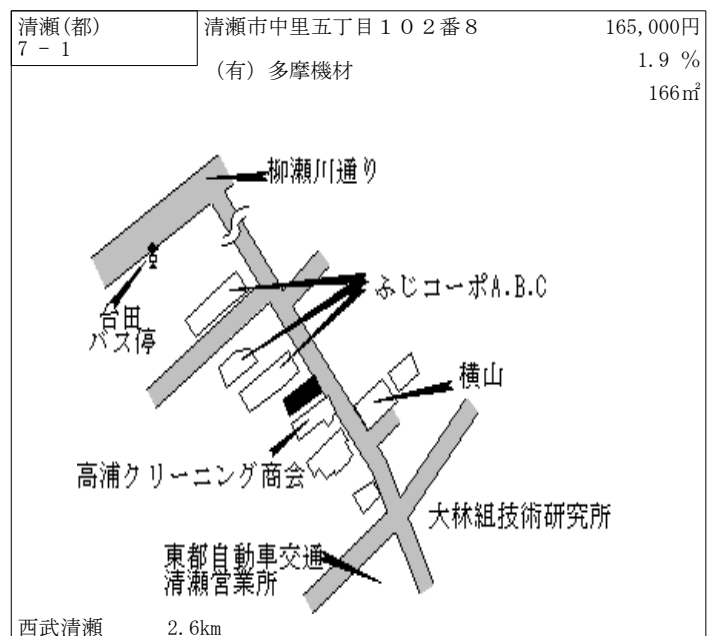 清瀬(都)
7 - 1
清瀬市中里五丁目１０２番８
165,000円
(有) 多摩機材
1.9 %
166㎡
柳瀬川通り
台田
バス停
ふじコーポA.B.C
横山
高浦クリーニング商会
大林組技術研究所
東都自動車交通
清瀬営業所
西武清瀬 2.6km